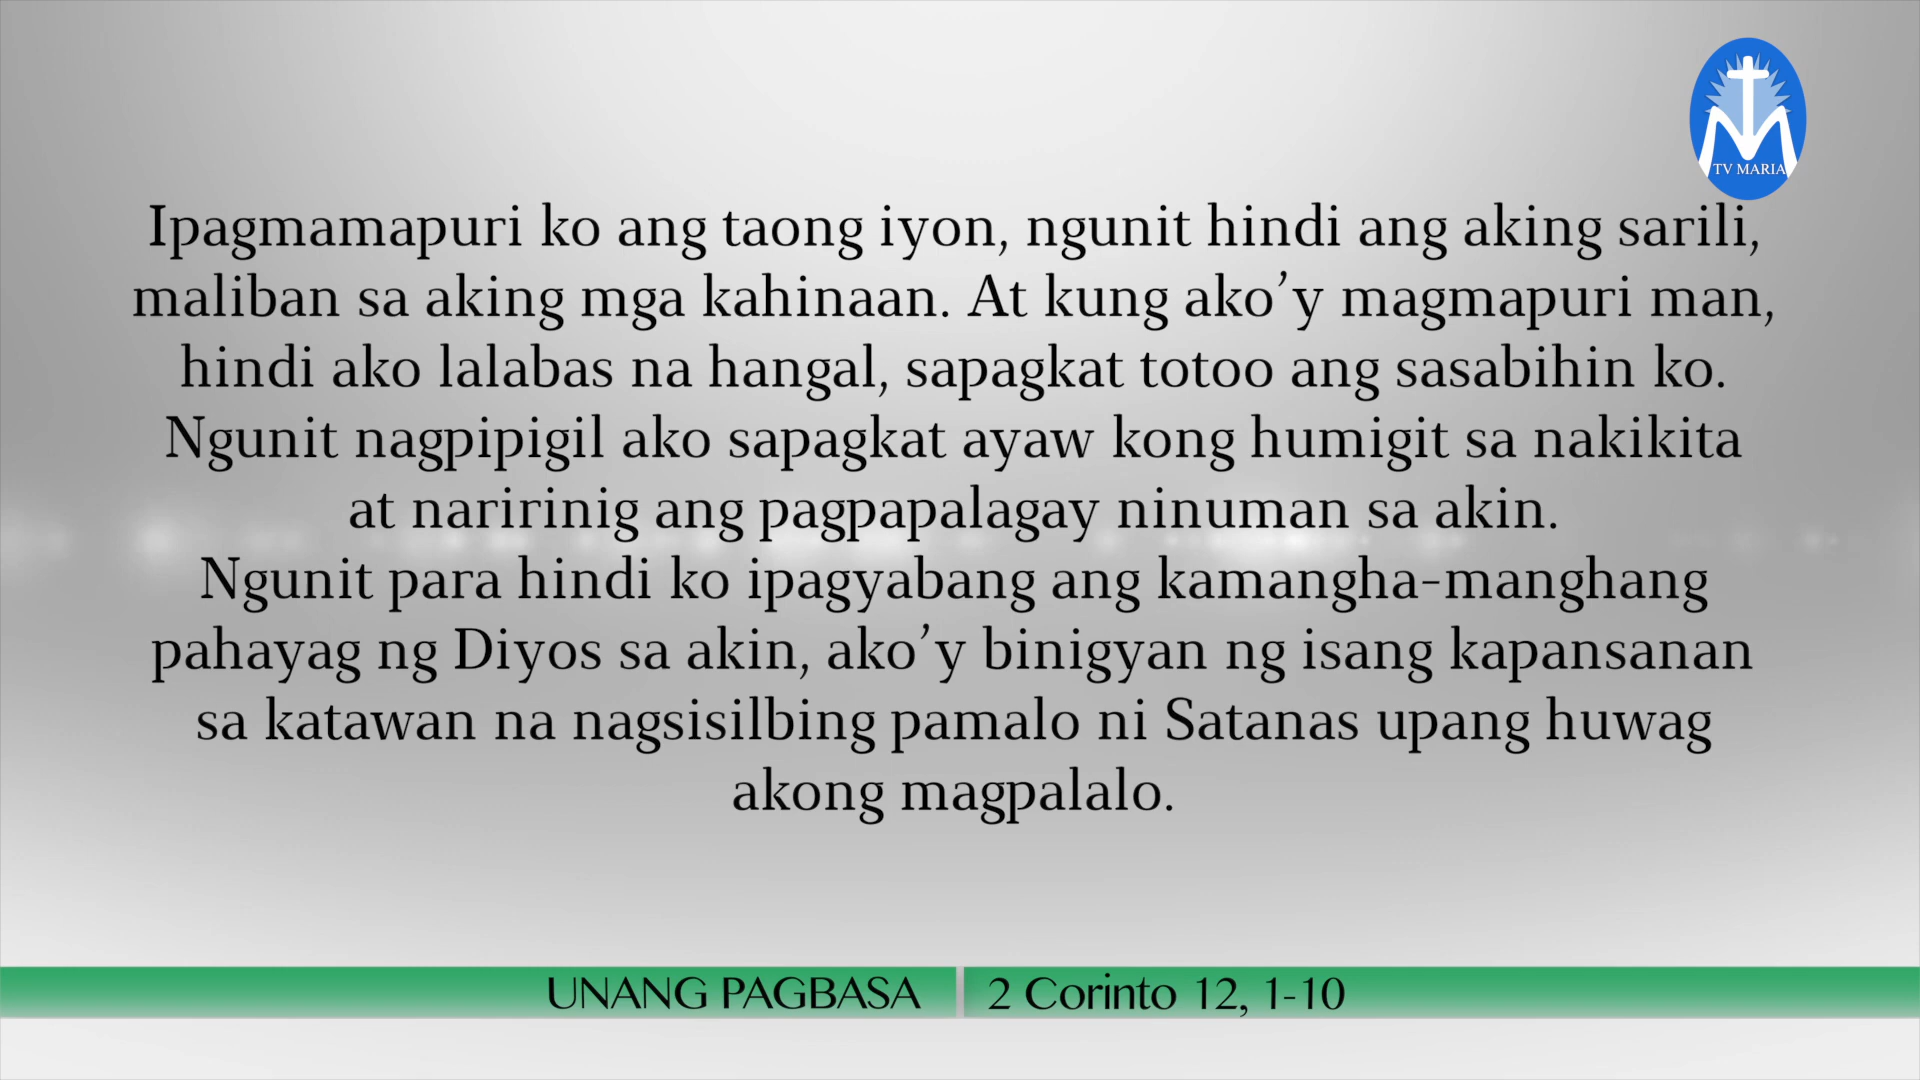 TV MARIA
Ipagmamapuri ko ang taong iyon, ngunit hindi ang aking sarili,
maliban sa aking mga kahinaan. At kung ako’y magmapuri man,
hindi ako lalabas na hangal, sapagkat totoo ang sasabihin ko.
Ngunit nagpipigil ako sapagkat ayaw kong humigit sa nakikita
at naririnig ang pagpapalagay ninuman sa akin.
Ngunit para hindi ko ipagyabang ang kamangha-manghang
pahayag ng Diyos sa akin, ako’y binigyan ng isang kapansanan
sa katawan na nagsisilbing pamalo ni Satanas upang huwag
akong magpalalo.
UNANG PAGBASA 2 Corinto 12, 1-10